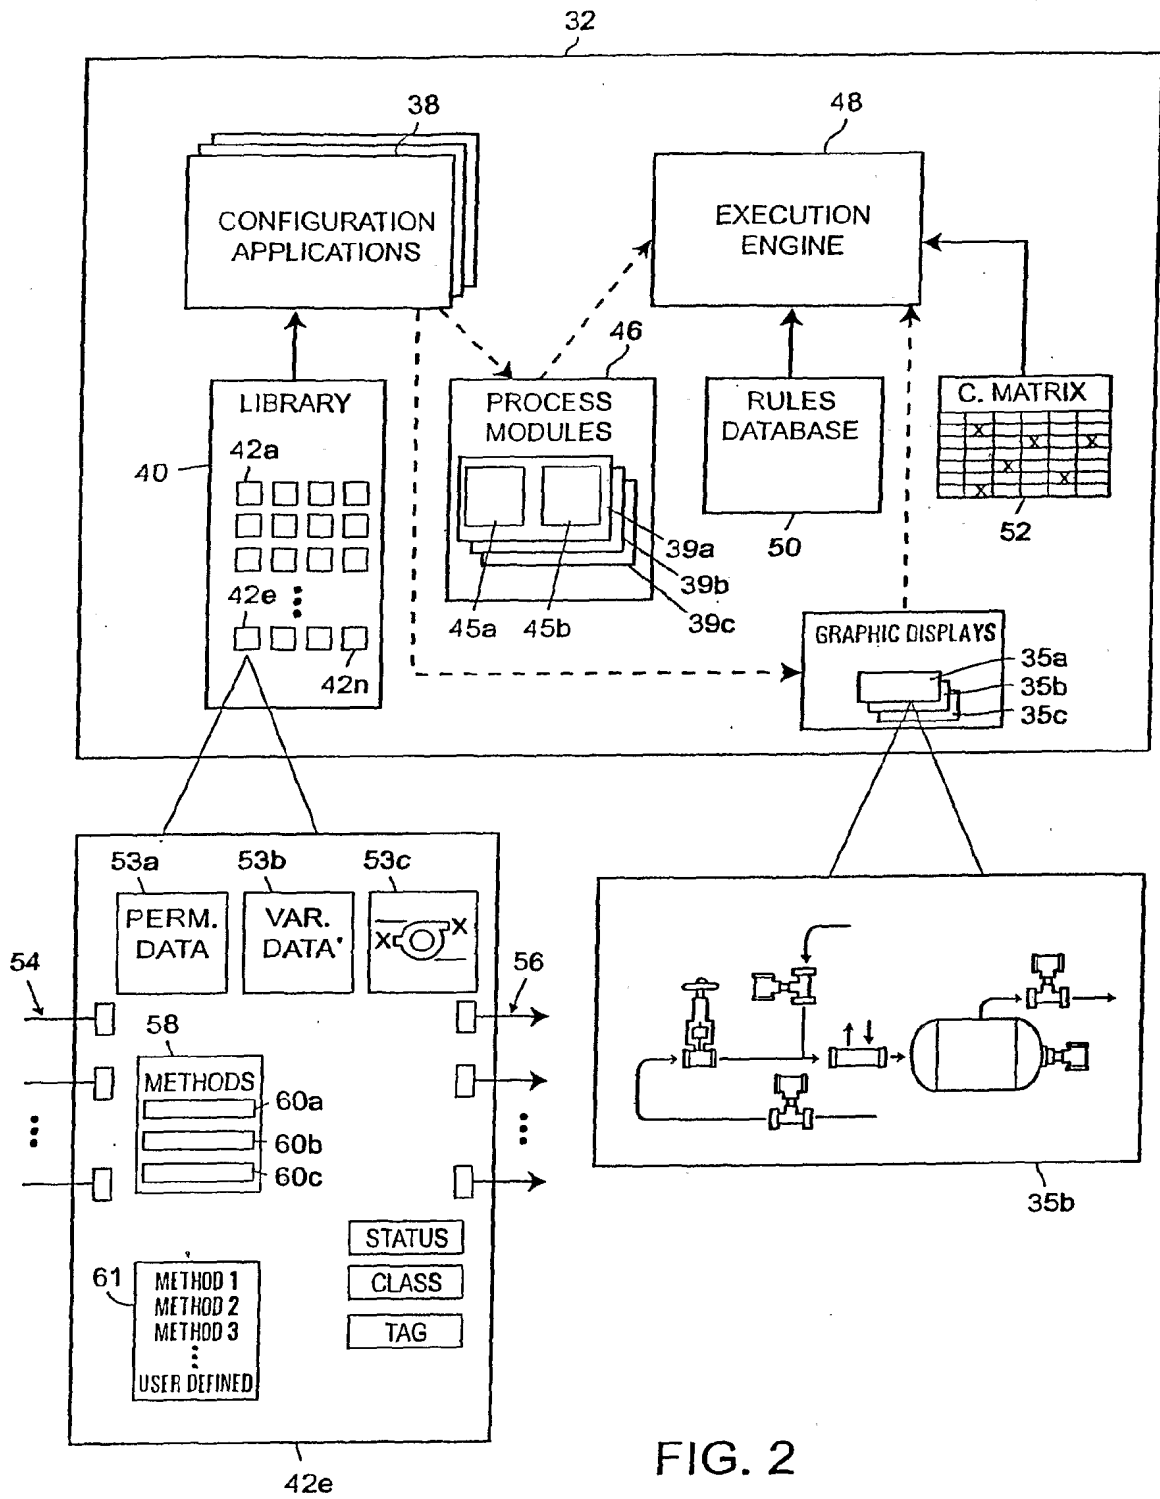 32
38
48
CONFIGURATION
APPLICATIONS
EXECUTION
ENGINE
46
LIBRARY
PROCESS
MODULES
RULES
DATABASE
C. MATRIX
X
X
X
X
X
X
40
42a
42e
42n
39a
39b
39c
45a
45b
50
52
GRAPHIC DISPLAYS
35a
35b
35c
53a
53b
53c
PERM.
DATA
VAR.
DATA'
X
X
54
56
58
METHODS
60a
60b
60c
STATUS
CLASS
TAG
61
METHOD 1
METHOD 2
METHOD 3
USER DEFINED
42e
35b
FIG. 2